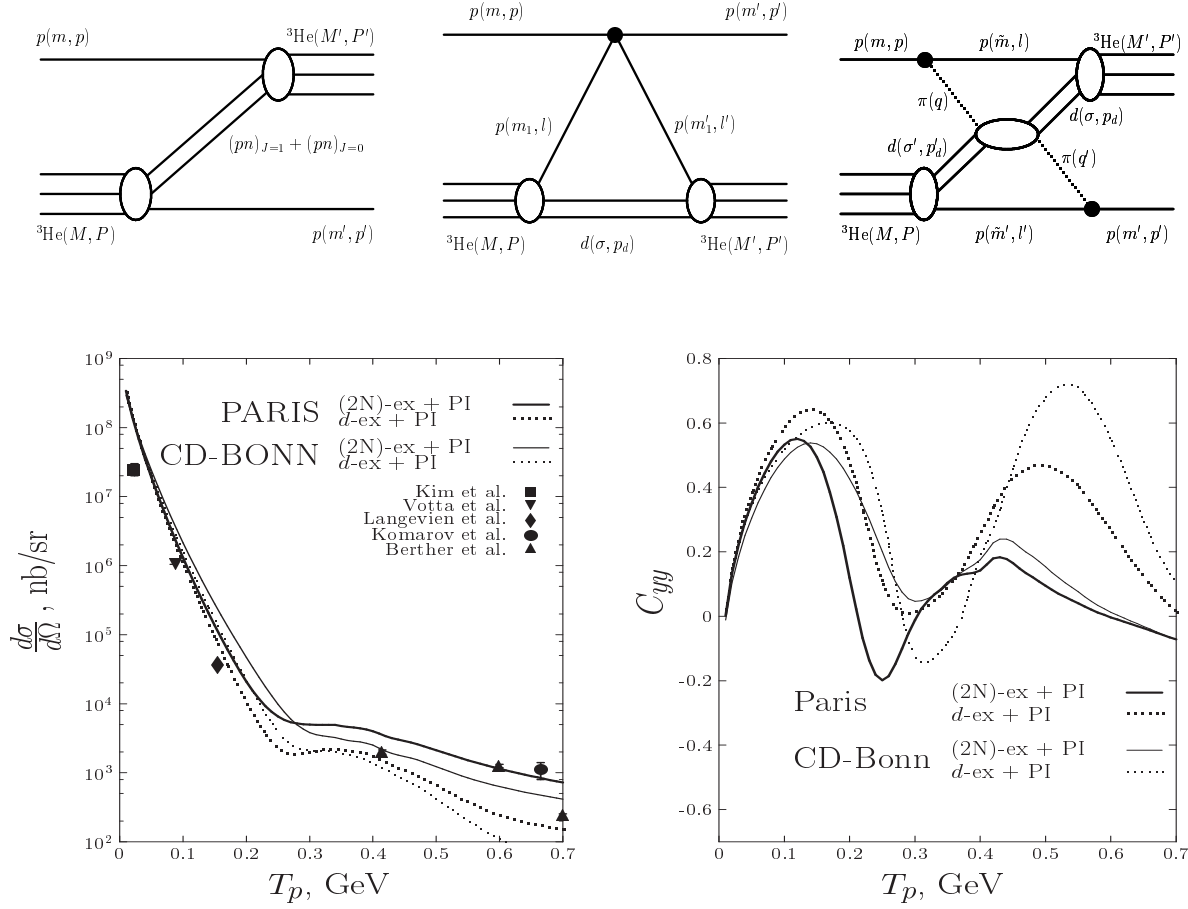 p(m, p)
³He(M′, P′)
(pn)J=1 + (pn)J=0
³He(M, P)
p(m′, p′)
p(m, p)
p(m′, p′)
p(m₁, l)
p(m′₁, l′)
³He(M, P)
d(σ, p_d)
³He(M′, P′)
p(m, p)
p(m̃, l)
³He(M′, P′)
π(q)
d(σ, p_d)
d(σ′, p′_d)
π(q′)
³He(M, P)
p(m̃′, l′)
p(m′, p′)
10⁹
10⁸
10⁷
10⁶
10⁵
10⁴
10³
10²
dσ/dΩ , nb/sr
PARIS
(2N)-ex + PI
d-ex + PI
CD-BONN
(2N)-ex + PI
d-ex + PI
Kim et al.
Votta et al.
Langevien et al.
Komarov et al.
Berther et al.
0 0.1 0.2 0.3 0.4 0.5 0.6 0.7
T_p, GeV
0.8
0.6
0.4
0.2
0
-0.2
-0.4
-0.6
C_yy
Paris
(2N)-ex + PI
d-ex + PI
CD-Bonn
(2N)-ex + PI
d-ex + PI
0 0.1 0.2 0.3 0.4 0.5 0.6 0.7
T_p, GeV